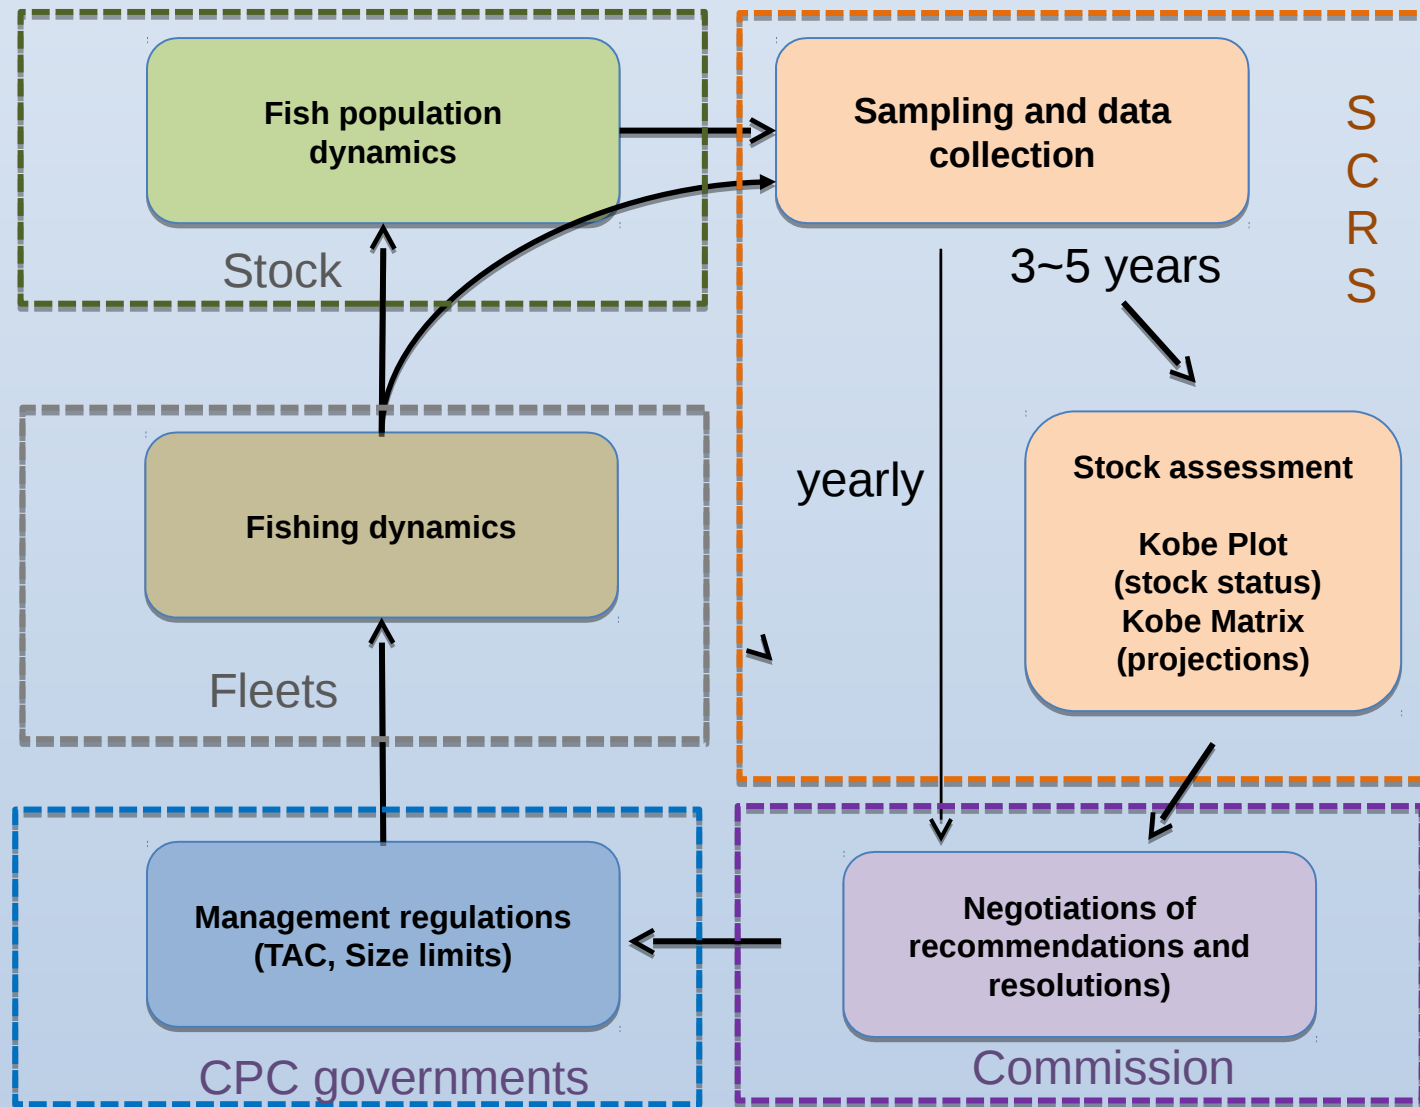 Fish population
dynamics
Stock
Sampling and data
collection
S
C
R
S
3~5 years
yearly
Stock assessment
Kobe Plot
(stock status)
Kobe Matrix
(projections)
Fishing dynamics
Fleets
Management regulations
(TAC, Size limits)
CPC governments
Negotiations of
recommendations and
resolutions)
Commission